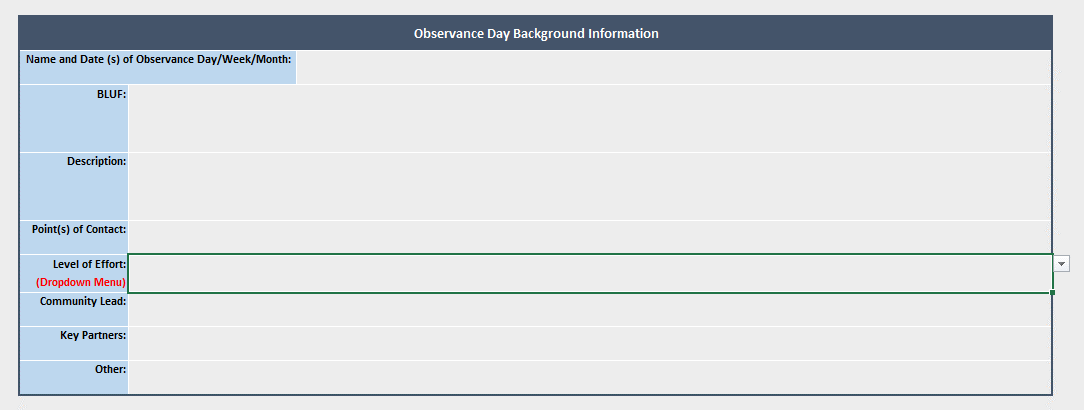 Observance Day Background Information
Name and Date (s) of Observance Day/Week/Month:
BLUF:
Description:
Point(s) of Contact:
Level of Effort:
(Dropdown Menu)
Community Lead:
Key Partners:
Other: